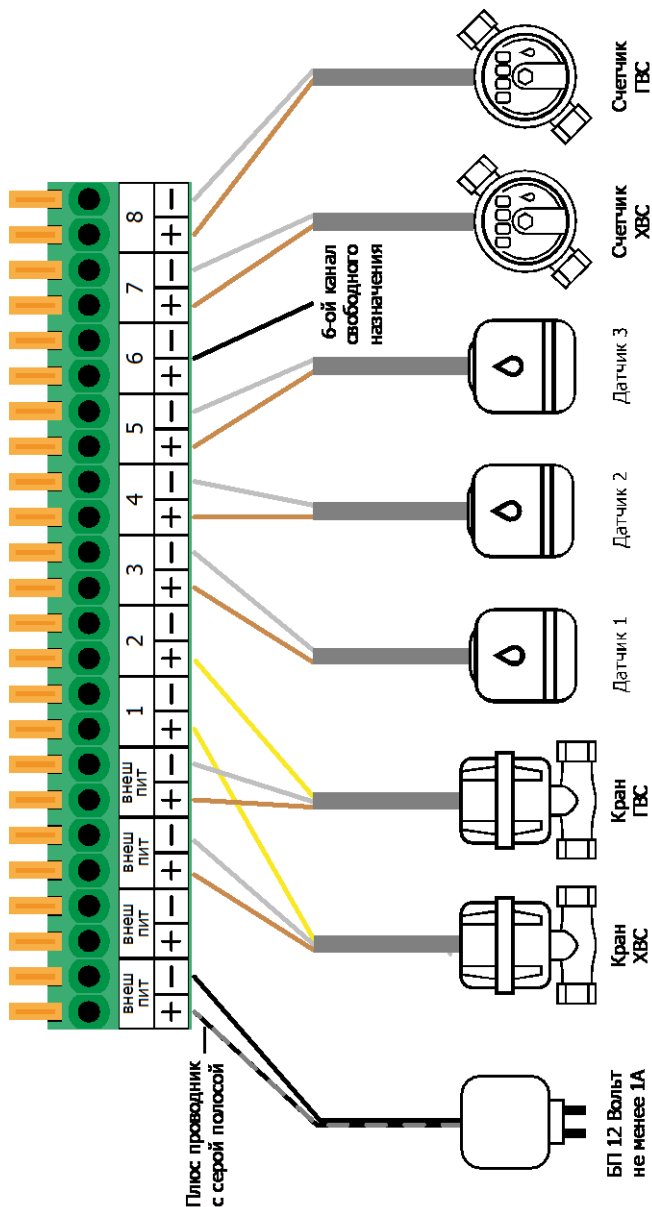 внеш
пит
внеш
пит
внеш
пит
внеш
пит
1 2 3 4 5 6 7 8
+ − + − + − + − + − + − + − + − + − + − + − + −
Плюс проводник
с серой полосой
6-ой канал
свободного
назначения
БП 12 Вольт
не менее 1А
Кран
ХВС
Кран
ГВС
Датчик 1
Датчик 2
Датчик 3
Счетчик
ХВС
Счетчик
ГВС